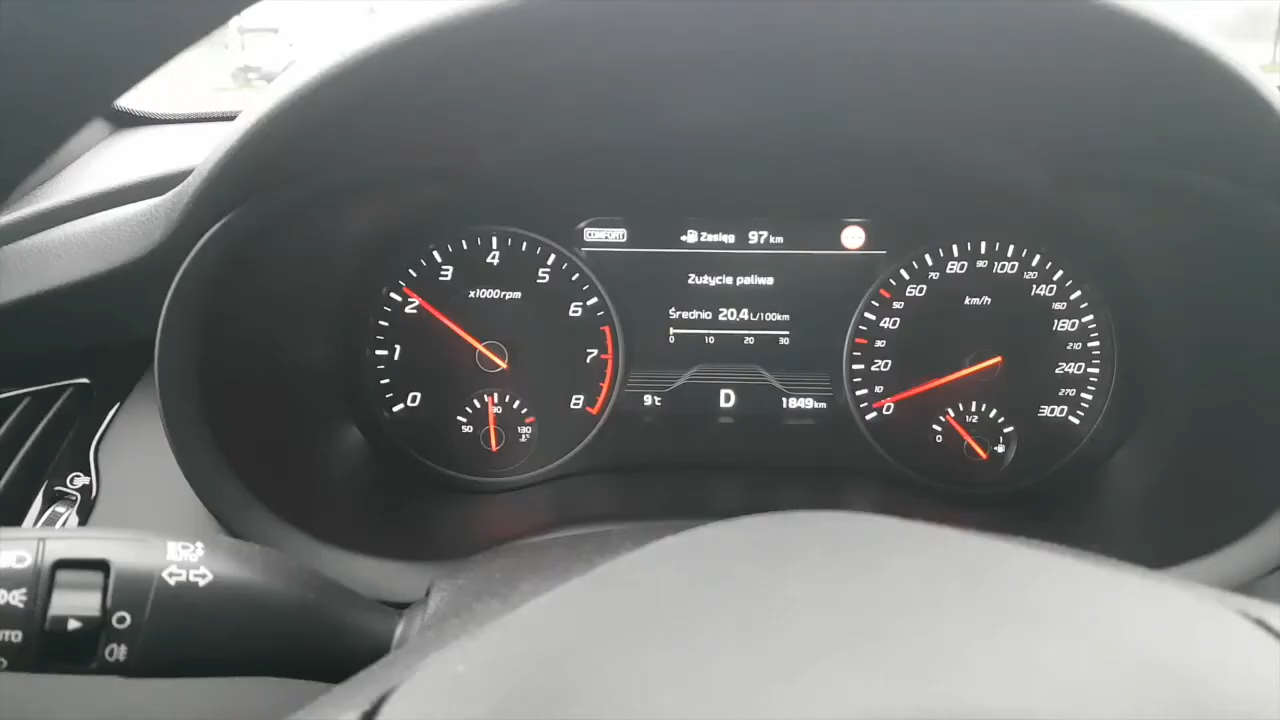 COMFORT
Zasięg 97 km
Zużycie paliwa
Średnio 20.4 L/100km
0 10 20 30
9°c D 1849 km
0 1 2 3 4 5 6 7 8
x1000rpm
50 90 130
°C
0 10 20 30 40 50 60 70 80 90 100 120 140 160 180 210 240 270 300
km/h
0 1/2 1
AUTO